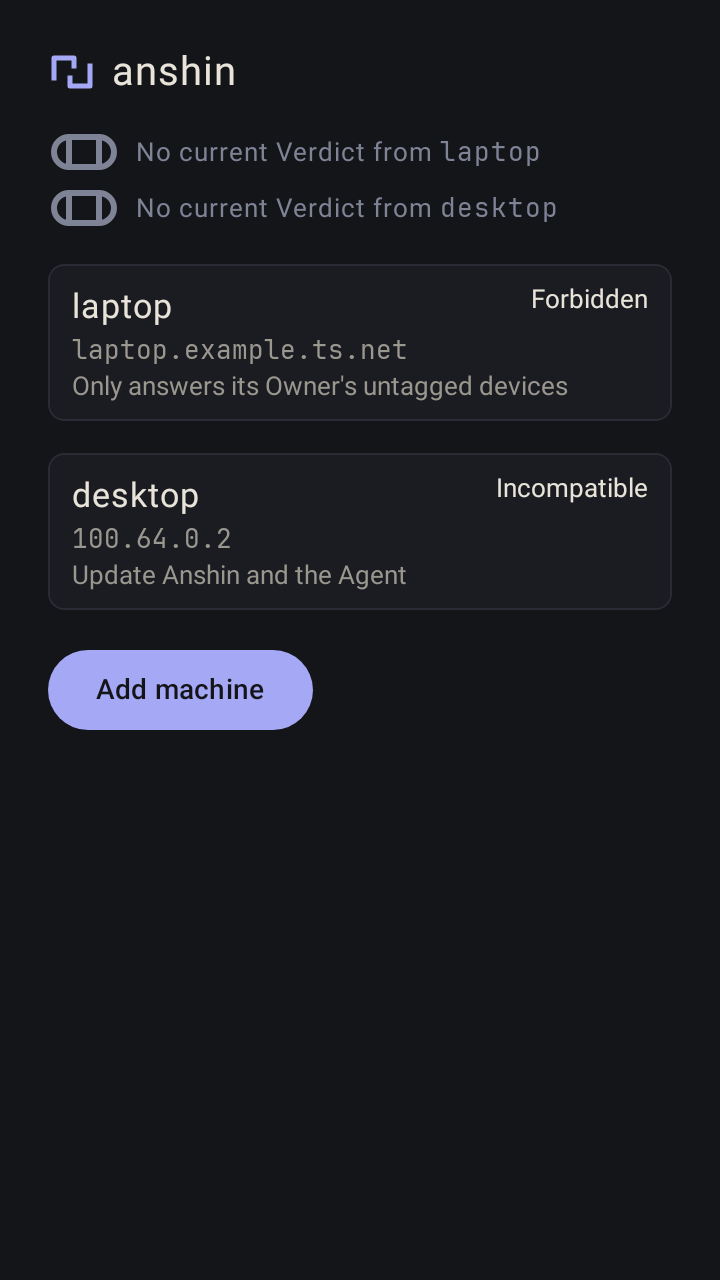 anshin
No current Verdict from laptop
No current Verdict from desktop
laptop
Forbidden
laptop.example.ts.net
Only answers its Owner's untagged devices
desktop
Incompatible
100.64.0.2
Update Anshin and the Agent
Add machine